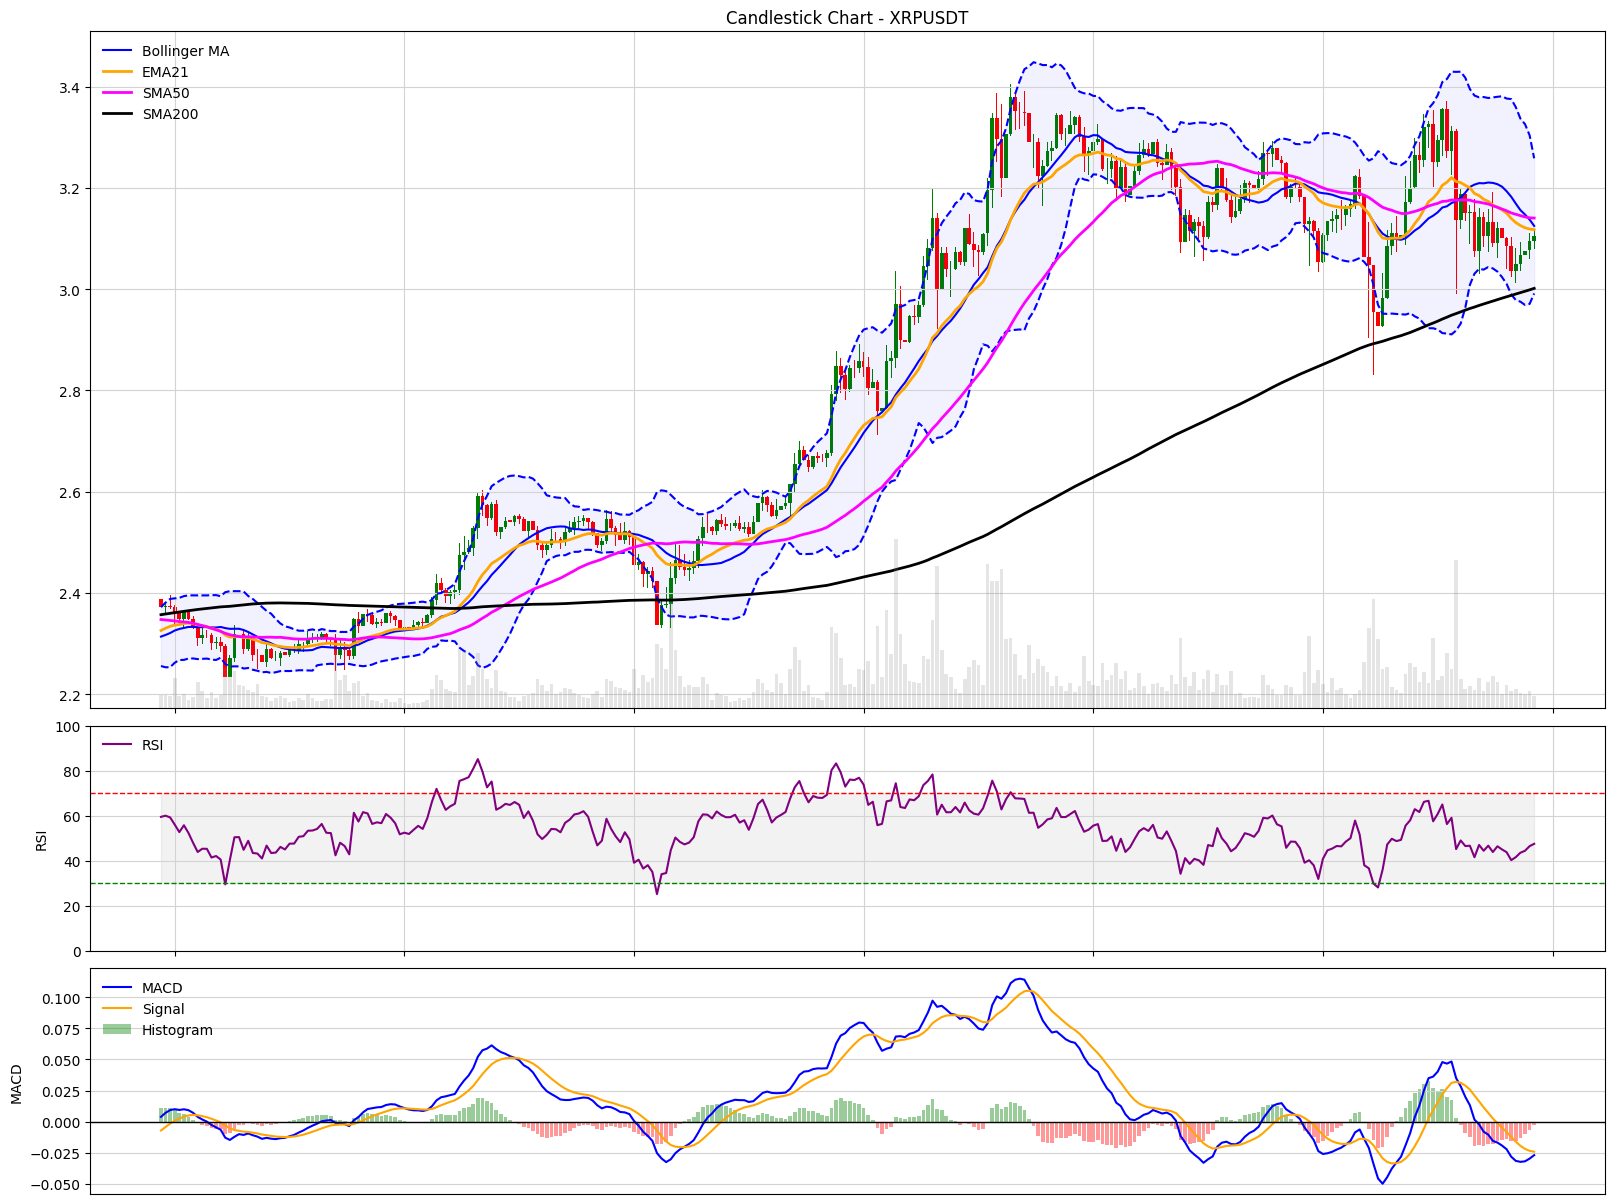 Candlestick Chart - XRPUSDT
Bollinger MA
EMA21
SMA50
SMA200
3.4
3.2
3.0
2.8
2.6
2.4
2.2
100
80
60
40
20
0
RSI
RSI
0.100
0.075
0.050
0.025
0.000
−0.025
−0.050
MACD
MACD
Signal
Histogram